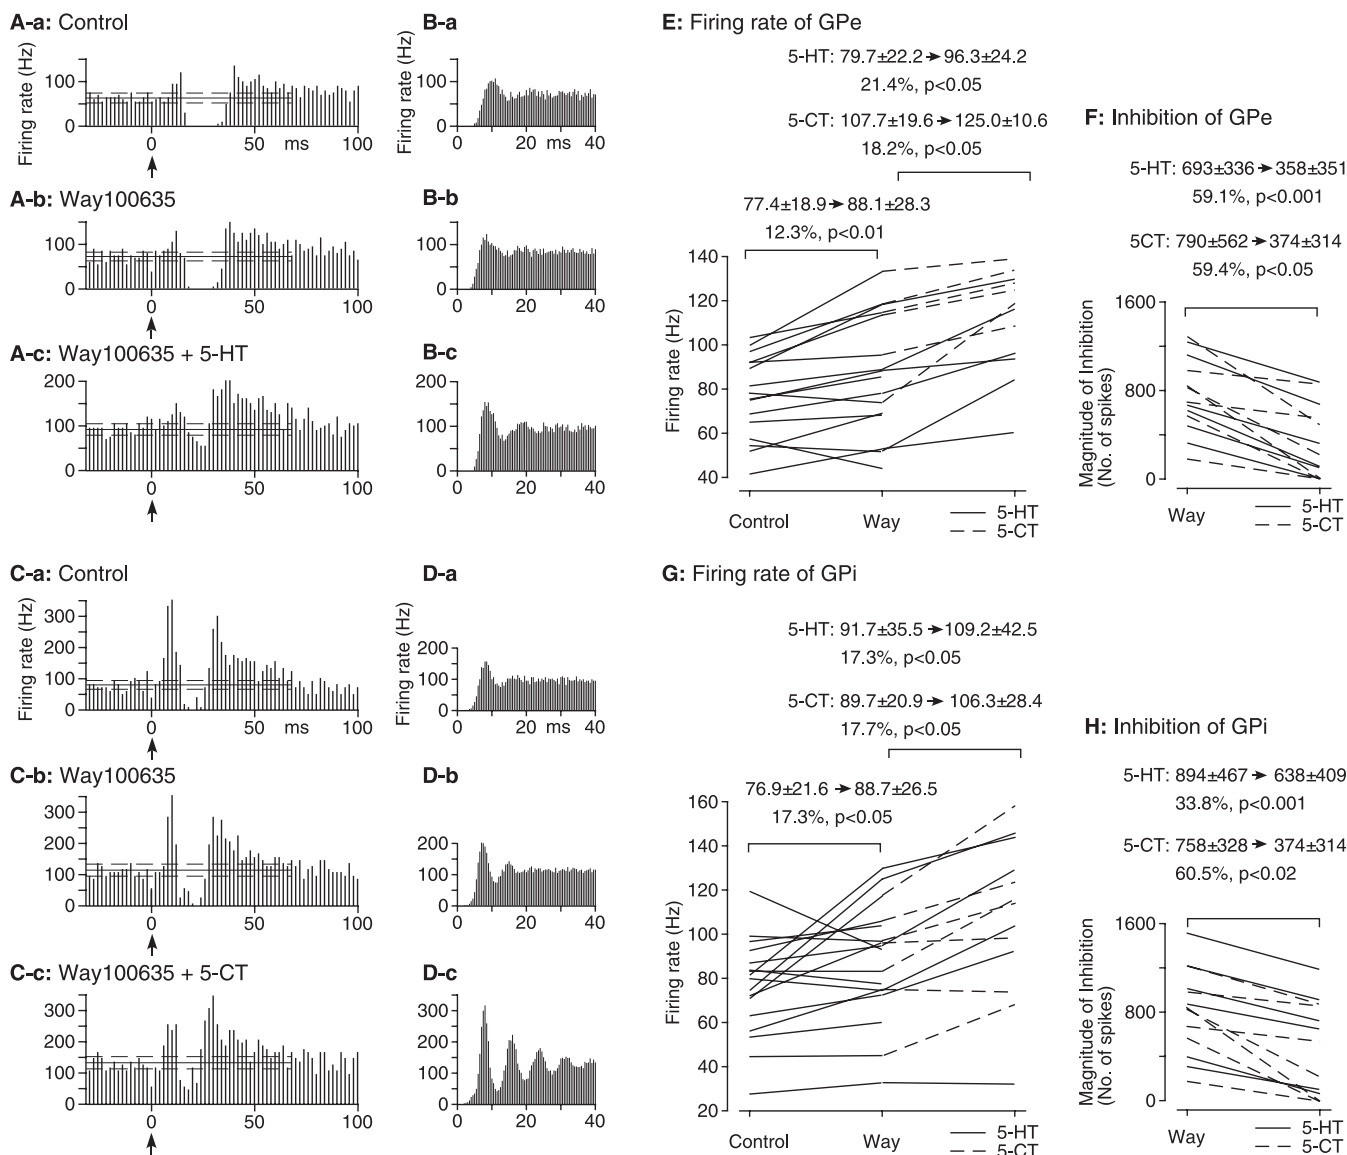 A-a: Control
Firing rate (Hz)
100
0
0
50
ms
100
A-b: Way100635
100
0
0
50
100
A-c: Way100635 + 5-HT
200
100
0
0
50
100
B-a
Firing rate (Hz)
100
0
0
20
ms
40
B-b
100
0
0
20
40
B-c
200
100
0
0
20
40
C-a: Control
Firing rate (Hz)
300
200
100
0
0
50
ms
100
C-b: Way100635
300
200
100
0
0
50
100
C-c: Way100635 + 5-CT
300
200
100
0
0
50
100
D-a
Firing rate (Hz)
200
100
0
0
20
ms
40
D-b
200
100
0
0
20
40
D-c
300
200
100
0
0
20
40
E: Firing rate of GPe
5-HT: 79.7±22.2➔96.3±24.2
21.4%, p<0.05
5-CT: 107.7±19.6➔125.0±10.6
18.2%, p<0.05
77.4±18.9➔88.1±28.3
12.3%, p<0.01
Firing rate (Hz)
140
120
100
80
60
40
Control
Way
5-HT
5-CT
F: Inhibition of GPe
5-HT: 693±336➔358±351
59.1%, p<0.001
5CT: 790±562➔374±314
59.4%, p<0.05
Magnitude of Inhibition
(No. of spikes)
1600
800
0
Way
5-HT
5-CT
G: Firing rate of GPi
5-HT: 91.7±35.5➔109.2±42.5
17.3%, p<0.05
5-CT: 89.7±20.9➔106.3±28.4
17.7%, p<0.05
76.9±21.6➔88.7±26.5
17.3%, p<0.05
Firing rate (Hz)
160
140
120
100
80
60
40
20
Control
Way
5-HT
5-CT
H: Inhibition of GPi
5-HT: 894±467➔638±409
33.8%, p<0.001
5-CT: 758±328➔374±314
60.5%, p<0.02
Magnitude of Inhibition
(No. of spikes)
1600
800
0
Way
5-HT
5-CT